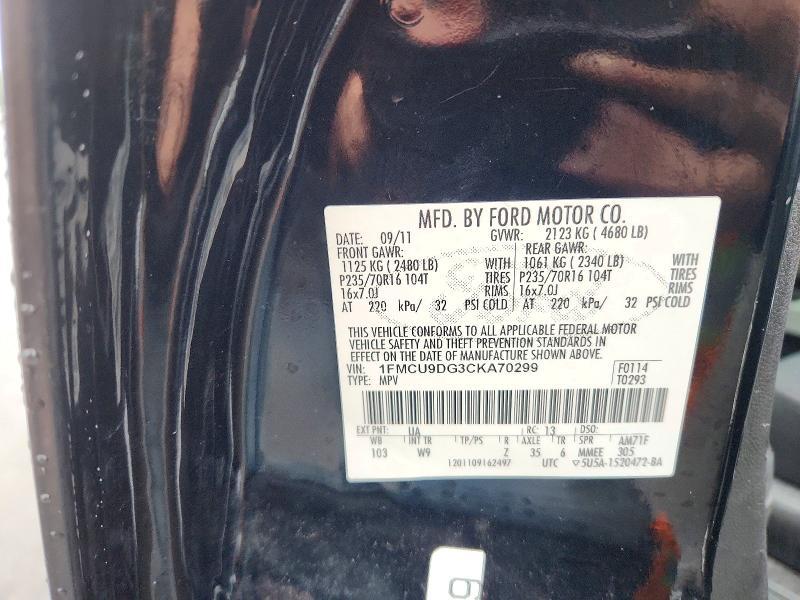 MFD. BY FORD MOTOR CO.
DATE: 09/11 GVWR: 2123 KG ( 4680 LB)
FRONT GAWR: REAR GAWR:
1125 KG ( 2480 LB) WITH 1061 KG ( 2340 LB) WITH
P235/70R16 104T TIRES P235/70R16 104T TIRES
16x7.0J RIMS 16x7.0J RIMS
AT 220 kPa/ 32 PSI COLD AT 220 kPa/ 32 PSI COLD
THIS VEHICLE CONFORMS TO ALL APPLICABLE FEDERAL MOTOR
VEHICLE SAFETY AND THEFT PREVENTION STANDARDS IN
EFFECT ON THE DATE OF MANUFACTURE SHOWN ABOVE.
VIN: 1FMCU9DG3CKA70299 F0114
TYPE: MPV T0293
EXT PNT: UA RC: 13 DSO:
WB INT TR TP/PS R AXLE TR SPR AM71F
103 W9 Z 35 6 MMEE 305
1201109162497 UTC 5U5A-1520472-BA